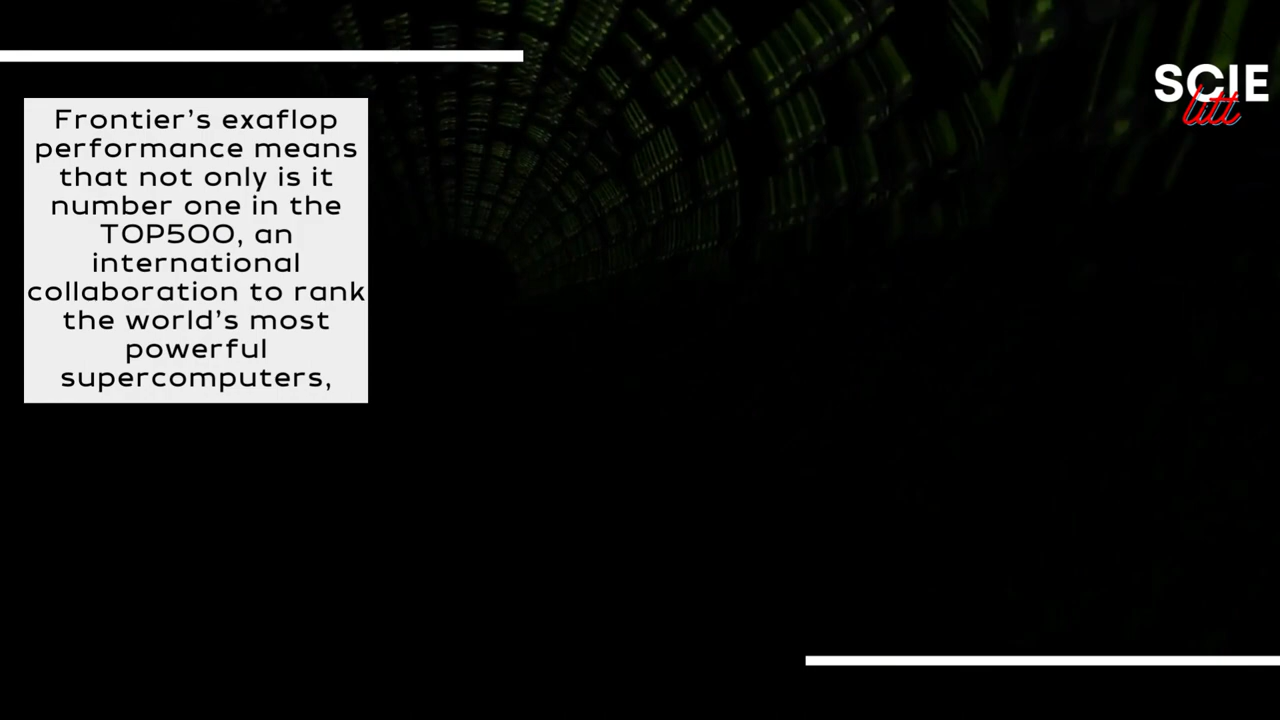 SCIE
litt
Frontier’s exaflop
performance means
that not only is it
number one in the
TOP500, an
international
collaboration to rank
the world’s most
powerful
supercomputers,